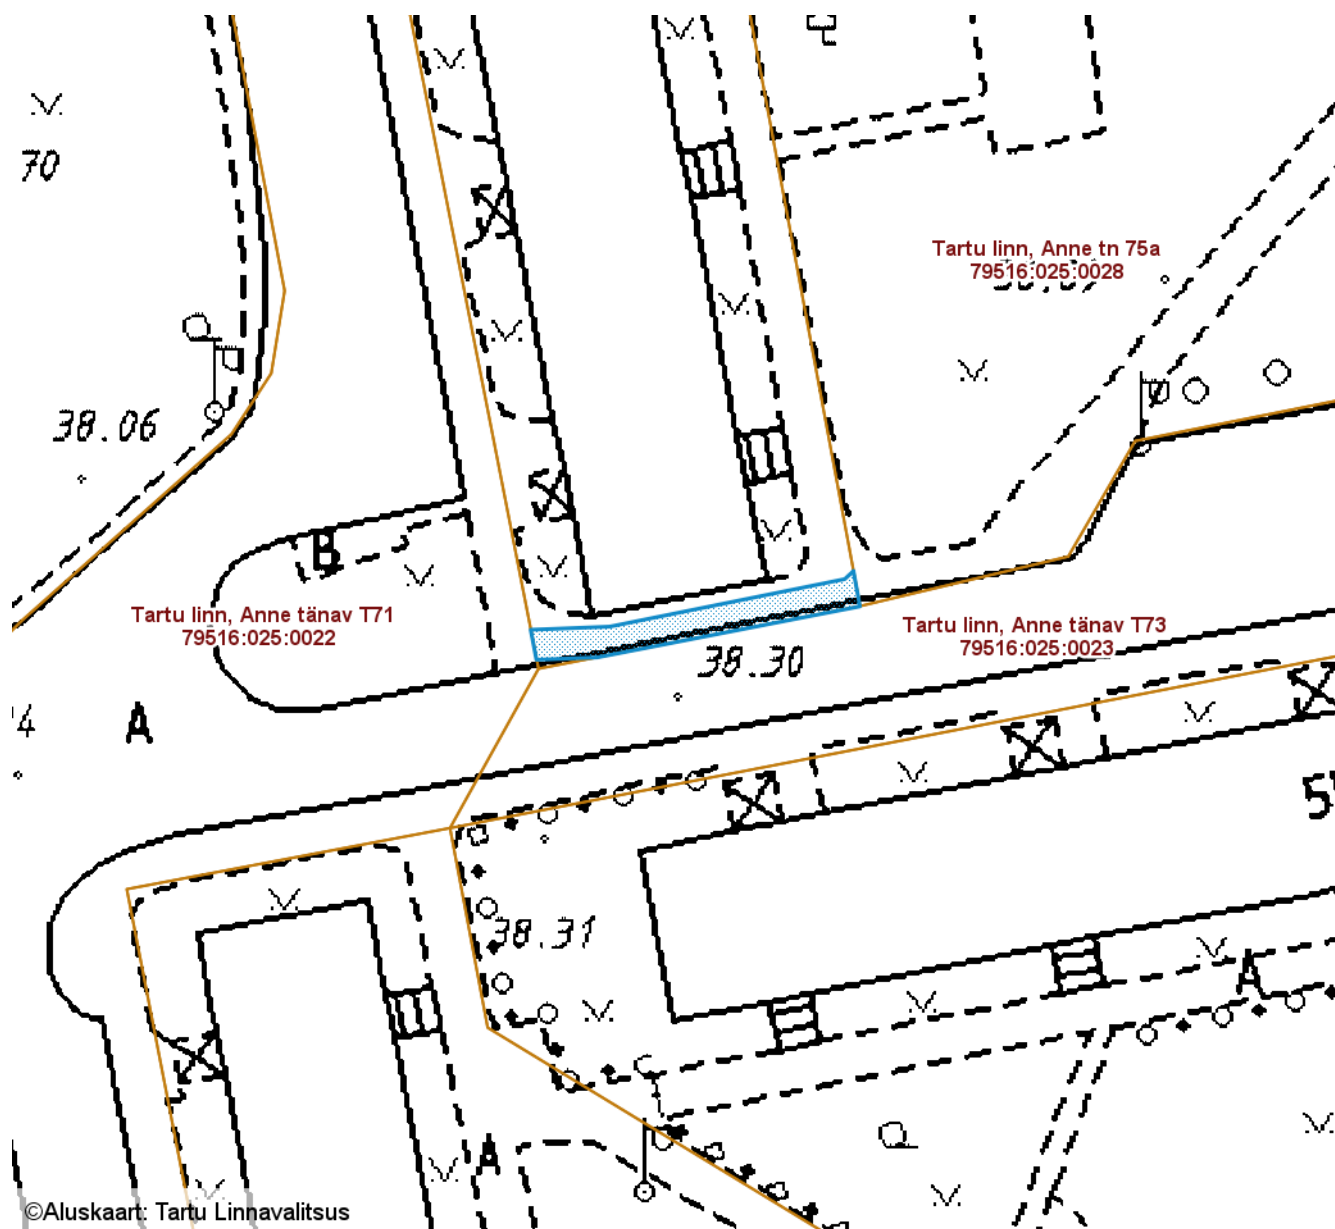 70
Tartu linn, Anne tn 75a
79516:025:0028
38.06
B
Tartu linn, Anne tänav T71
79516:025:0022
Tartu linn, Anne tänav T73
79516:025:0023
38.30
A
38.31
A
A
©Aluskaart: Tartu Linnavalitsus